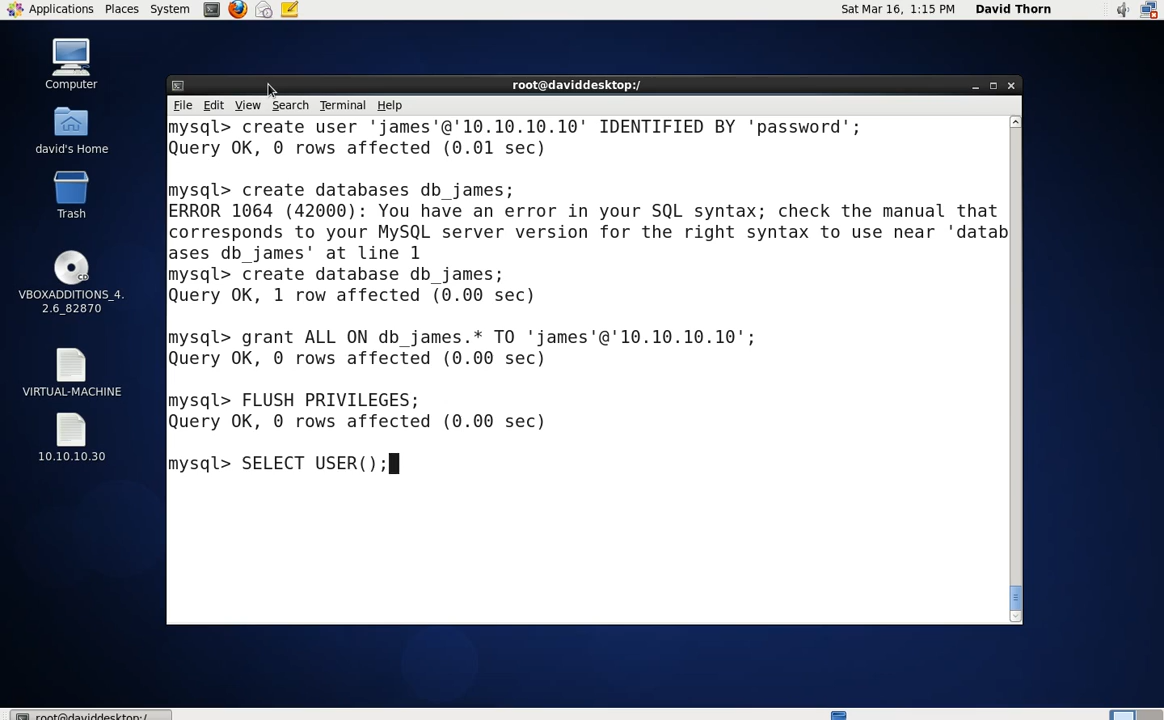 Applications Places System
Sat Mar 16, 1:15 PM David Thorn
Computer
david's Home
Trash
CD
VBOXADDITIONS_4.
2.6_82870
VIRTUAL-MACHINE
10.10.10.30
root@daviddesktop:/
File Edit View Search Terminal Help
mysql> create user 'james'@'10.10.10.10' IDENTIFIED BY 'password';
Query OK, 0 rows affected (0.01 sec)
mysql> create databases db_james;
ERROR 1064 (42000): You have an error in your SQL syntax; check the manual that
corresponds to your MySQL server version for the right syntax to use near 'datab
ases db_james' at line 1
mysql> create database db_james;
Query OK, 1 row affected (0.00 sec)
mysql> grant ALL ON db_james.* TO 'james'@'10.10.10.10';
Query OK, 0 rows affected (0.00 sec)
mysql> FLUSH PRIVILEGES;
Query OK, 0 rows affected (0.00 sec)
mysql> SELECT USER();
root@daviddesktop:/